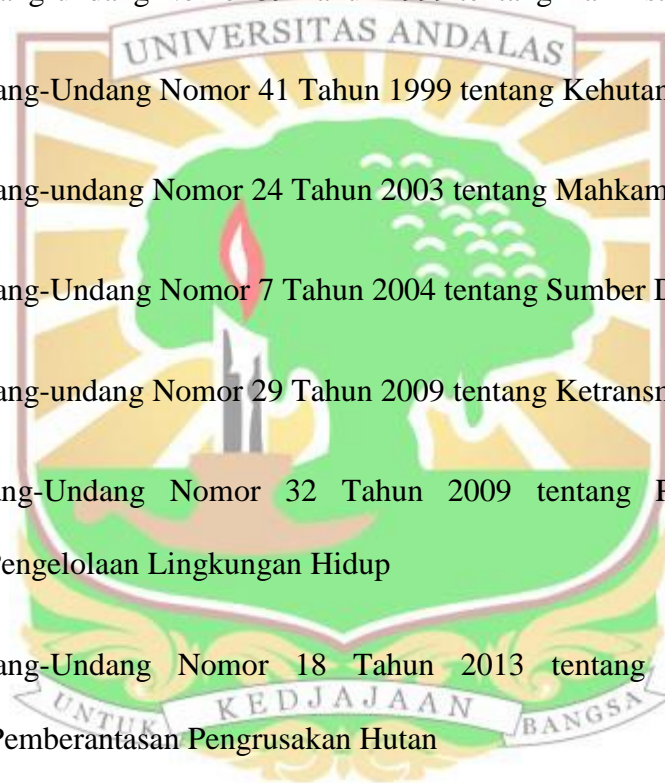 UNIVERSITAS ANDALAS
ang-Undang Nomor 41 Tahun 1999 tentang Kehutan
ang-undang Nomor 24 Tahun 2003 tentang Mahkam
ang-Undang Nomor 7 Tahun 2004 tentang Sumber D
ang-undang Nomor 29 Tahun 2009 tentang Ketransm
ang-Undang Nomor 32 Tahun 2009 tentang P
Pengelolaan Lingkungan Hidup
ang-Undang Nomor 18 Tahun 2013 tentang
UNTUK KEDJAJAAN BANGSA
Pemberantasan Pengrusakan Hutan